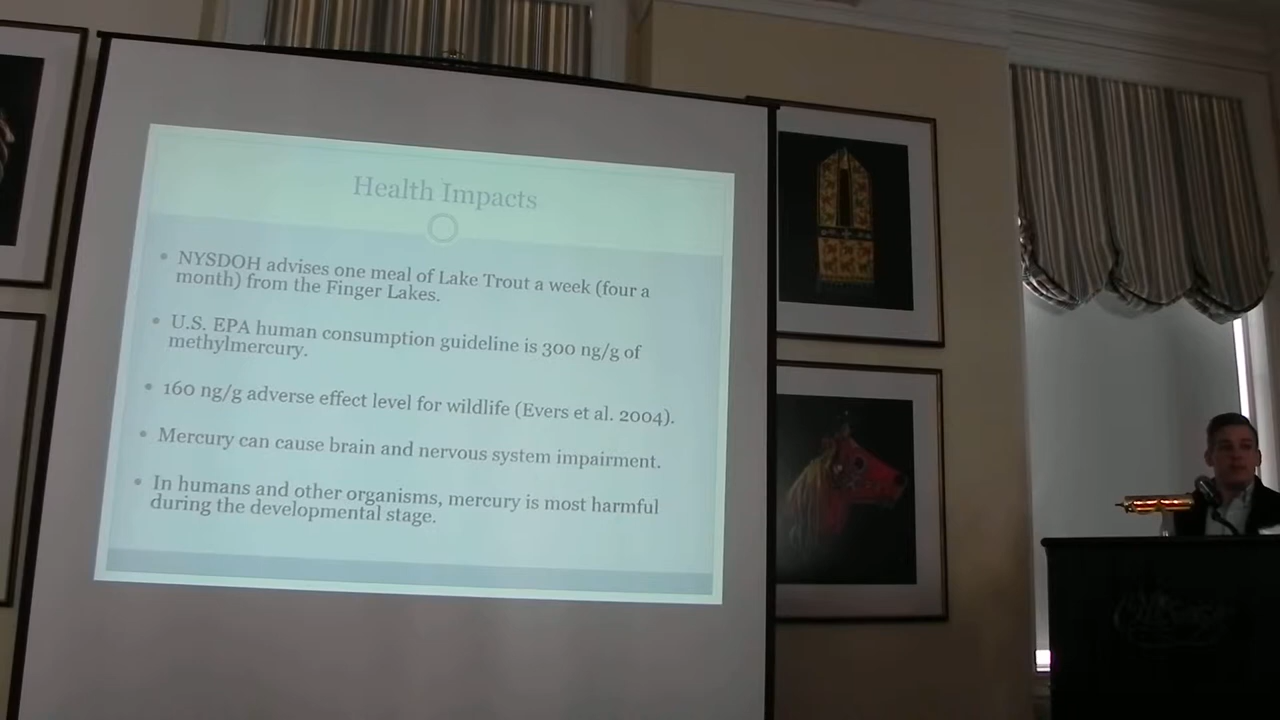 Health Impacts
• NYSDOH advises one meal of Lake Trout a week (four a
month) from the Finger Lakes.
• U.S. EPA human consumption guideline is 300 ng/g of
methylmercury.
• 160 ng/g adverse effect level for wildlife (Evers et al. 2004).
• Mercury can cause brain and nervous system impairment.
• In humans and other organisms, mercury is most harmful
during the developmental stage.